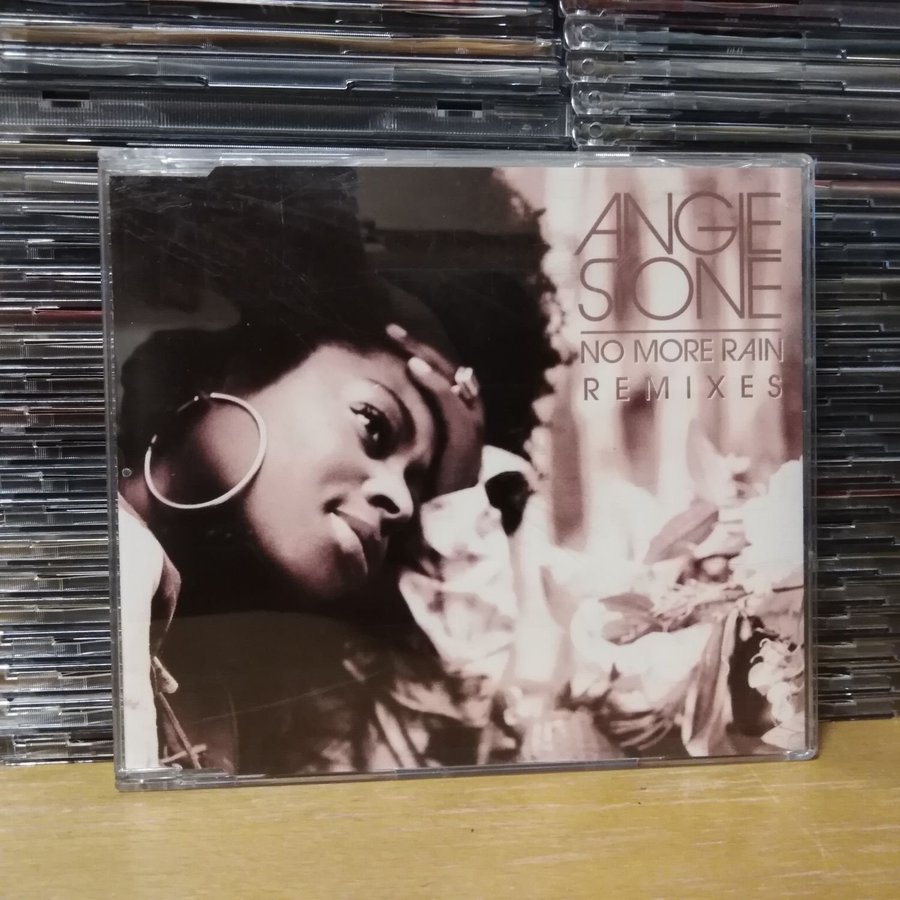 ANGIE
STONE
NO MORE RAIN
REMIXES